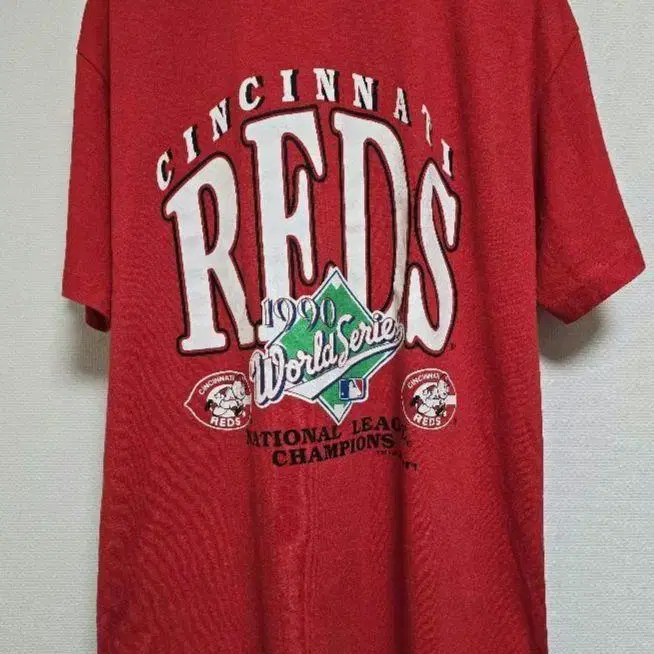 CINCINNATI
REDS
1990
World Series
CINCINNATI
REDS
CINCINNATI
REDS
NATIONAL LEAGUE
CHAMPIONS